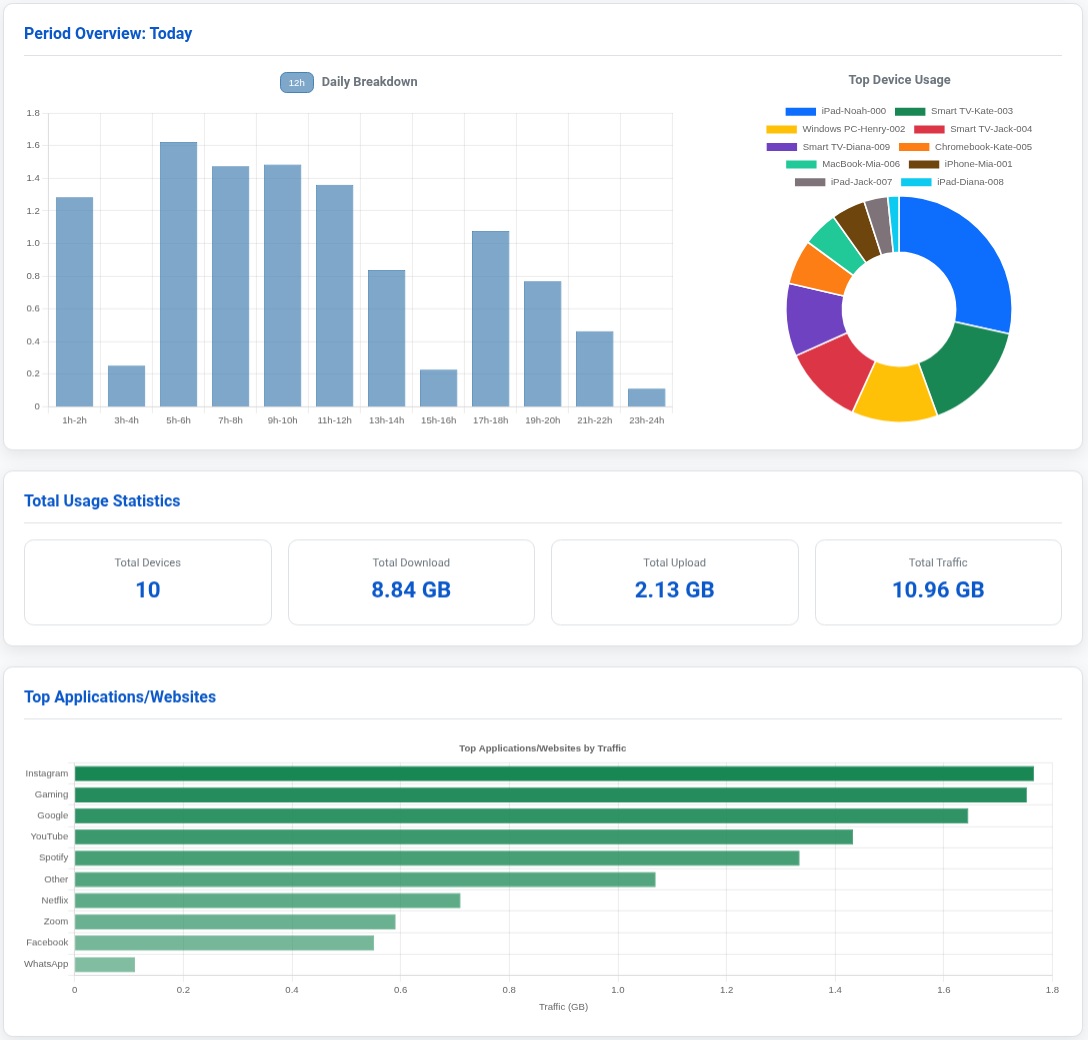 Period Overview: Today
12h Daily Breakdown
1.8
1.6
1.4
1.2
1.0
0.8
0.6
0.4
0.2
0
1h-2h 3h-4h 5h-6h 7h-8h 9h-10h 11h-12h 13h-14h 15h-16h 17h-18h 19h-20h 21h-22h 23h-24h
Top Device Usage
iPad-Noah-000 Smart TV-Kate-003
Windows PC-Henry-002 Smart TV-Jack-004
Smart TV-Diana-009 Chromebook-Kate-005
MacBook-Mia-006 iPhone-Mia-001
iPad-Jack-007 iPad-Diana-008
Total Usage Statistics
Total Devices
10
Total Download
8.84 GB
Total Upload
2.13 GB
Total Traffic
10.96 GB
Top Applications/Websites
Top Applications/Websites by Traffic
Instagram
Gaming
Google
YouTube
Spotify
Other
Netflix
Zoom
Facebook
WhatsApp
0 0.2 0.4 0.6 0.8 1.0 1.2 1.4 1.6 1.8
Traffic (GB)